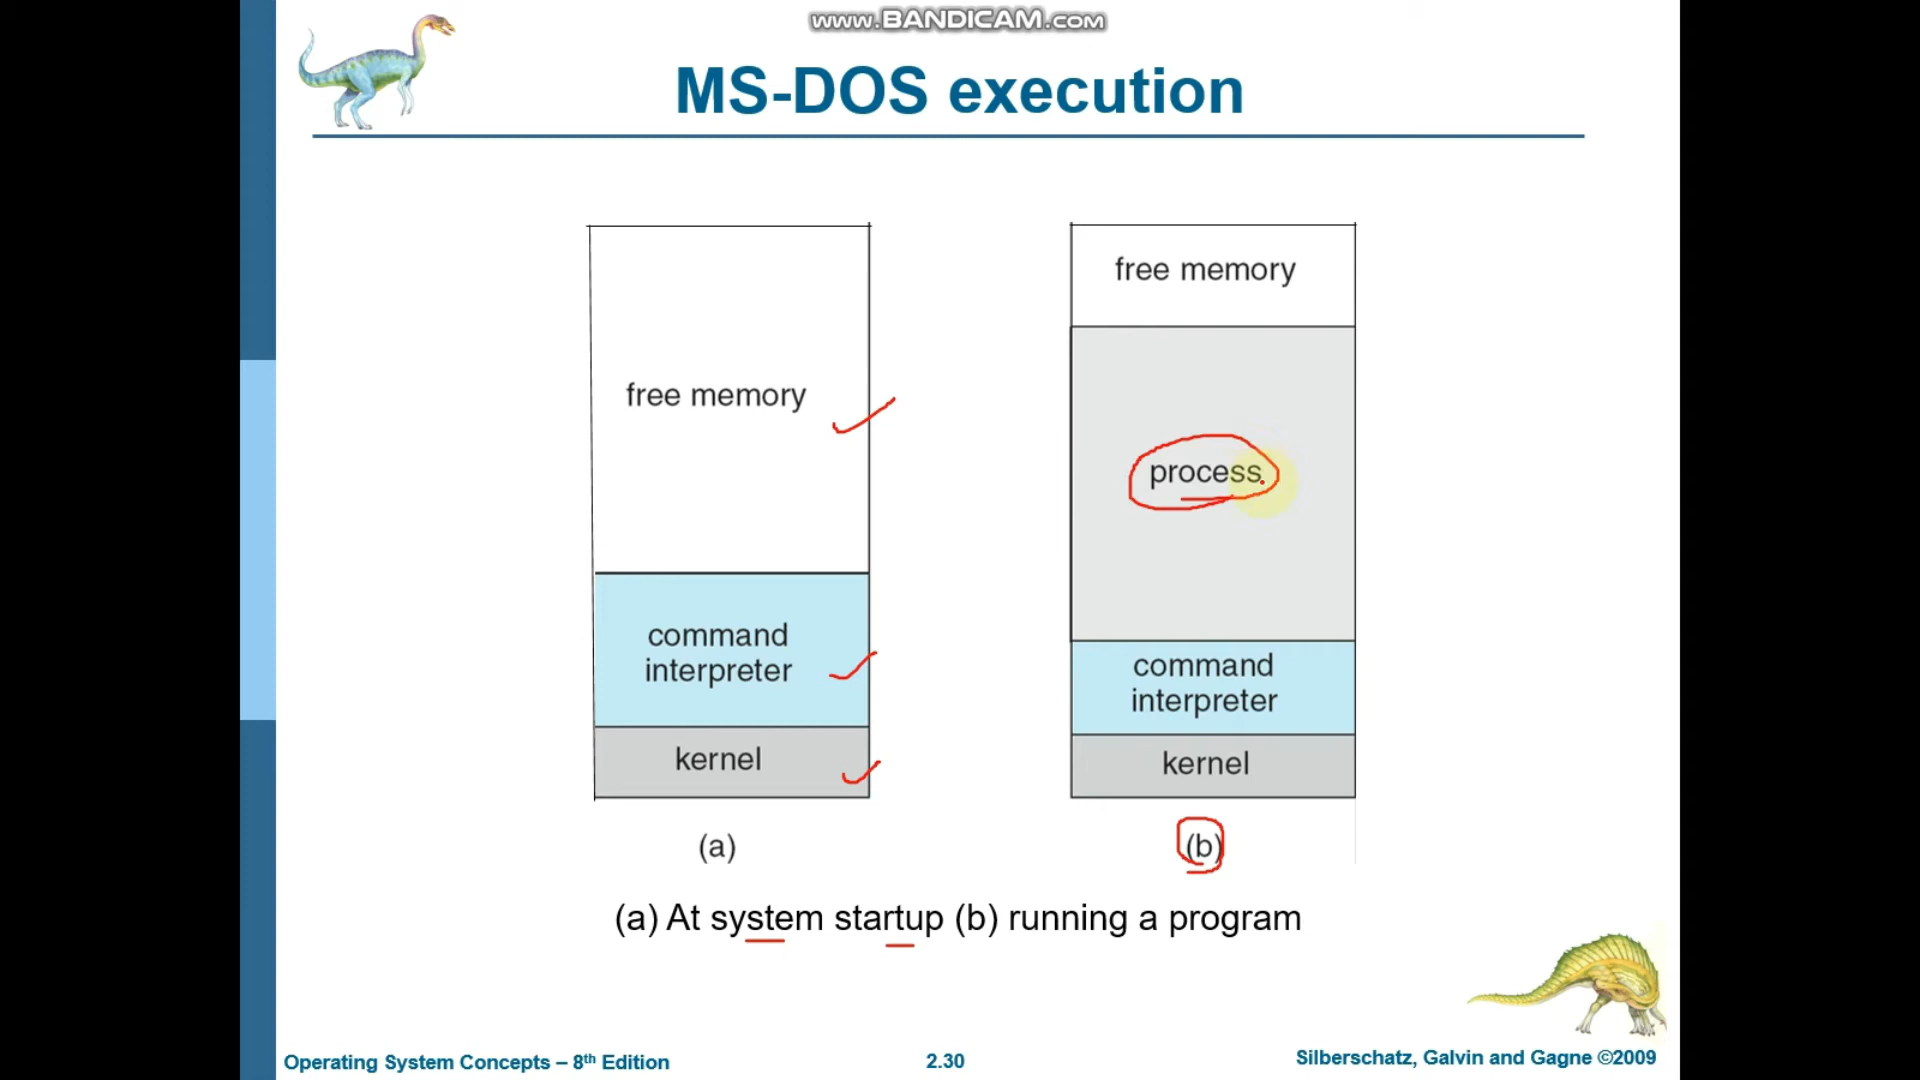 www.BANDICAM.com
MS-DOS execution
free memory
command
interpreter
kernel
(a)
free memory
process
command
interpreter
kernel
(b)
(a) At system startup (b) running a program
Operating System Concepts – 8th Edition
2.30
Silberschatz, Galvin and Gagne ©2009